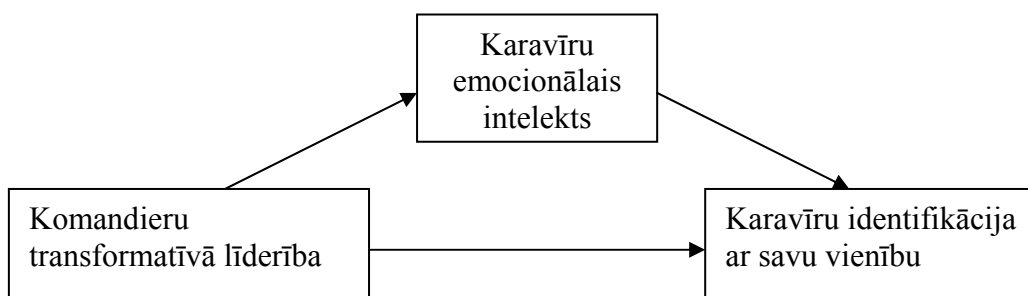 Karavīru
emocionālais
intelekts
Komandieru
transformatīvā līderība
Karavīru identifikācija
ar savu vienību